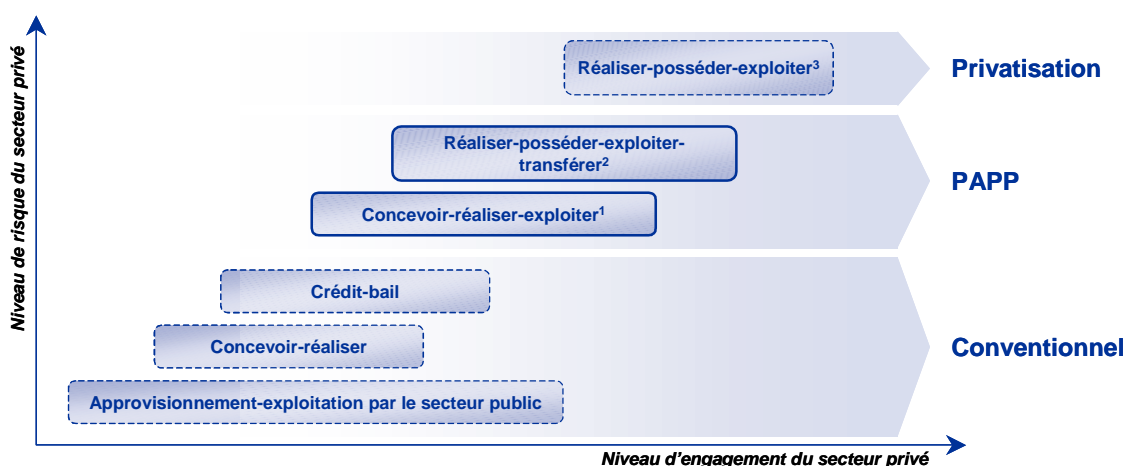 Niveau de risque du secteur privé
Réaliser-posséder-exploiter³
Privatisation
Réaliser-posséder-exploiter-
transférer²
PAPP
Concevoir-réaliser-exploiter¹
Crédit-bail
Concevoir-réaliser
Conventionnel
Approvisionnement-exploitation par le secteur public
Niveau d'engagement du secteur privé